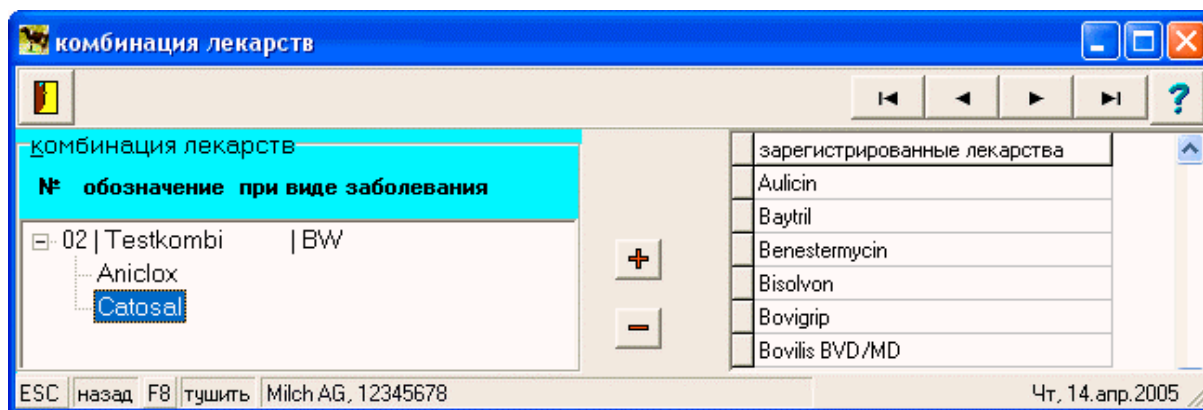 комбинация лекарств
комбинация лекарств
№ обозначение при виде заболевания
02 | Testkombi | BW
Aniclox
Catosal
зарегистрированные лекарства
Aulicin
Baytril
Benestermycin
Bisolvon
Bovigrip
Bovilis BVD/MD
ESC назад F8 тушить Milch AG, 12345678 Чт, 14.апр.2005